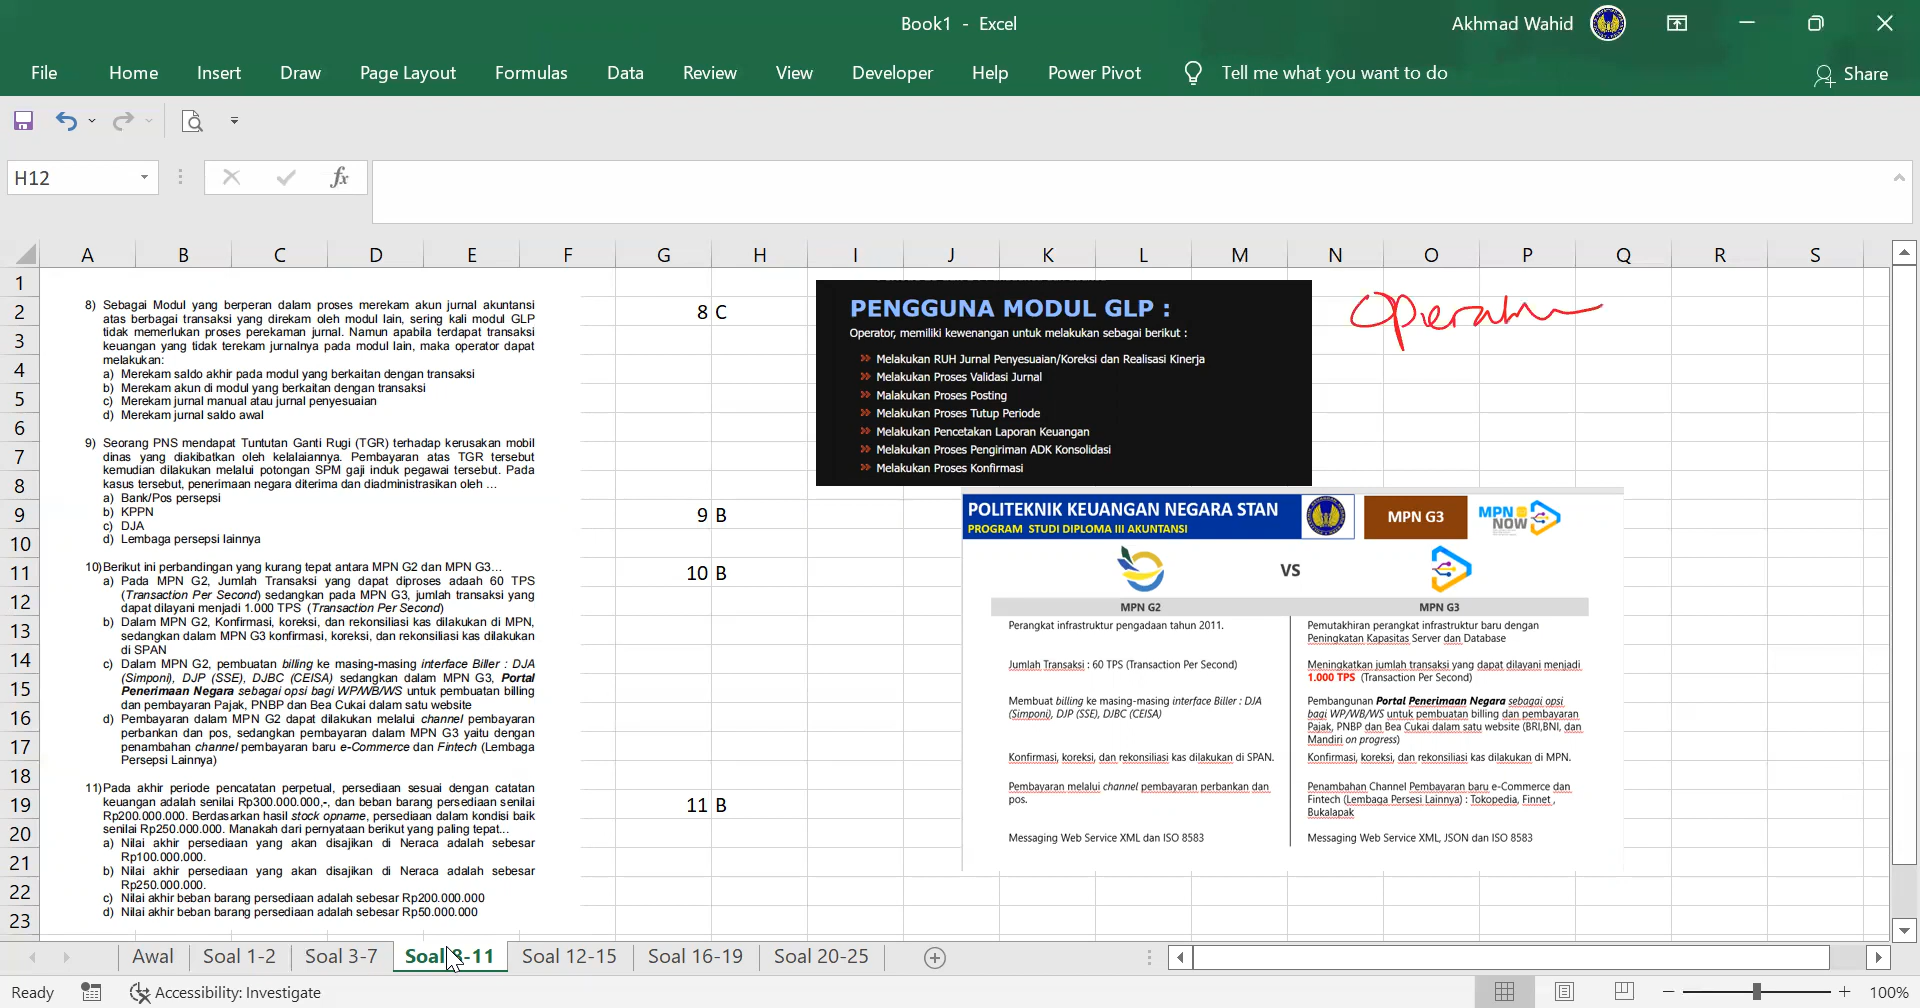 Book1 - Excel
Akhmad Wahid
File Home Insert Draw Page Layout Formulas Data Review View Developer Help Power Pivot Tell me what you want to do Share
H12
fx
A B C D E F G H I J K L M N O P Q R S
1
2
3
4
5
6
7
8
9
10
11
12
13
14
15
16
17
18
19
20
21
22
23
8) Sebagai Modul yang berperan dalam proses merekam akun jurnal akuntansi
atas berbagai transaksi yang direkam oleh modul lain, sering kali modul GLP
tidak memerlukan proses perekaman jurnal. Namun apabila terdapat transaksi
keuangan yang tidak terekam jurnalnya pada modul lain, maka operator dapat
melakukan:
a) Merekam saldo akhir pada modul yang berkaitan dengan transaksi
b) Merekam akun di modul yang berkaitan dengan transaksi
c) Merekam jurnal manual atau jurnal penyesuaian
d) Merekam jurnal saldo awal
9) Seorang PNS mendapat Tuntutan Ganti Rugi (TGR) terhadap kerusakan mobil
dinas yang diakibatkan oleh kelalaiannya. Pembayaran atas TGR tersebut
kemudian dilakukan melalui potongan SPM gaji induk pegawai tersebut. Pada
kasus tersebut, penerimaan negara diterima dan diadministrasikan oleh ...
a) Bank/Pos persepsi
b) KPPN
c) DJA
d) Lembaga persepsi lainnya
10)Berikut ini perbandingan yang kurang tepat antara MPN G2 dan MPN G3...
a) Pada MPN G2, Jumlah Transaksi yang dapat diproses adaah 60 TPS
(Transaction Per Second) sedangkan pada MPN G3, jumlah transaksi yang
dapat dilayani menjadi 1.000 TPS (Transaction Per Second)
b) Dalam MPN G2, Konfirmasi, koreksi, dan rekonsiliasi kas dilakukan di MPN,
sedangkan dalam MPN G3 konfirmasi, koreksi, dan rekonsiliasi kas dilakukan
di SPAN
c) Dalam MPN G2, pembuatan billing ke masing-masing interface Biller : DJA
(Simponi), DJP (SSE), DJBC (CEISA) sedangkan dalam MPN G3, Portal
Penerimaan Negara sebagai opsi bagi WP/WB/WS untuk pembuatan billing
dan pembayaran Pajak, PNBP dan Bea Cukai dalam satu website
d) Pembayaran dalam MPN G2 dapat dilakukan melalui channel pembayaran
perbankan dan pos, sedangkan pembayaran dalam MPN G3 yaitu dengan
penambahan channel pembayaran baru e-Commerce dan Fintech (Lembaga
Persepsi Lainnya)
11)Pada akhir periode pencatatan perpetual, persediaan sesuai dengan catatan
keuangan adalah senilai Rp300.000.000,-, dan beban barang persediaan senilai
Rp200.000.000. Berdasarkan hasil stock opname, persediaan dalam kondisi baik
senilai Rp250.000.000. Manakah dari pernyataan berikut yang paling tepat...
a) Nilai akhir persediaan yang akan disajikan di Neraca adalah sebesar
Rp100.000.000.
b) Nilai akhir persediaan yang akan disajikan di Neraca adalah sebesar
Rp250.000.000.
c) Nilai akhir beban barang persediaan adalah sebesar Rp200.000.000
d) Nilai akhir beban barang persediaan adalah sebesar Rp50.000.000
8 C
9 B
10 B
11 B
PENGGUNA MODUL GLP :
Operator, memiliki kewenangan untuk melakukan sebagai berikut :
Melakukan RUH Jurnal Penyesuaian/Koreksi dan Realisasi Kinerja
Melakukan Proses Validasi Jurnal
Malakukan Proses Posting
Melakukan Proses Tutup Periode
Melakukan Pencetakan Laporan Keuangan
Melakukan Proses Pengiriman ADK Konsolidasi
Melakukan Proses Konfirmasi
POLITEKNIK KEUANGAN NEGARA STAN
PROGRAM STUDI DIPLOMA III AKUNTANSI
MPN G3
MPN
NOW
VS
MPN G2 MPN G3
Perangkat infrastruktur pengadaan tahun 2011.
Pemutakhiran perangkat infrastruktur baru dengan
Peningkatan Kapasitas Server dan Database
Jumlah Transaksi : 60 TPS (Transaction Per Second)
Meningkatkan jumlah transaksi yang dapat dilayani menjadi
1.000 TPS (Transaction Per Second)
Membuat billing ke masing-masing interface Biller : DJA
(Simponi), DJP (SSE), DJBC (CEISA)
Pembangunan Portal Penerimaan Negara sebagai opsi
bagi WP/WB/WS untuk pembuatan billing dan pembayaran
Pajak, PNBP dan Bea Cukai dalam satu website (BRI,BNI, dan
Mandiri on progress)
Konfirmasi, koreksi, dan rekonsiliasi kas dilakukan di SPAN.
Konfirmasi, koreksi, dan rekonsiliasi kas dilakukan di MPN.
Pembayaran melalui channel pembayaran perbankan dan
pos.
Penambahan Channel Pembayaran baru e-Commerce dan
Fintech (Lembaga Persesi Lainnya) : Tokopedia, Finnet ,
Bukalapak
Messaging Web Service XML dan ISO 8583
Messaging Web Service XML, JSON dan ISO 8583
Awal Soal 1-2 Soal 3-7 Soal 8-11 Soal 12-15 Soal 16-19 Soal 20-25
Ready Accessibility: Investigate 100%